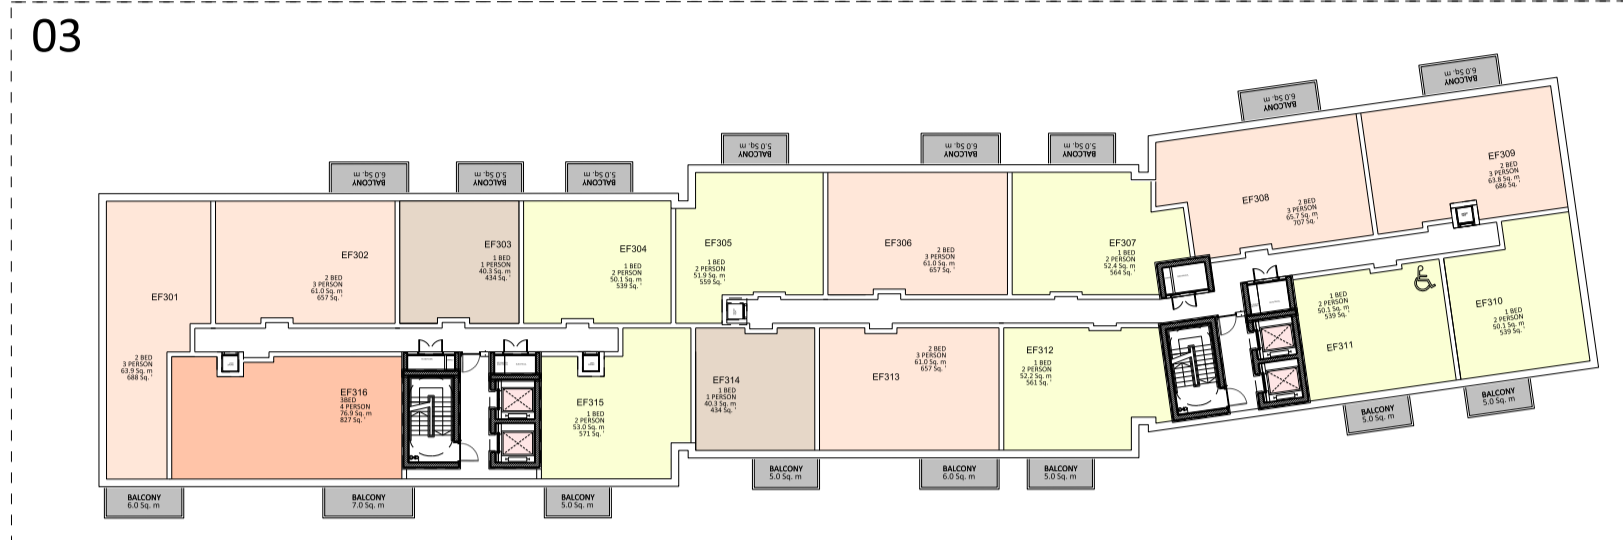 03
BALCONY
6.0 Sq. m
BALCONY
5.0 Sq. m
BALCONY
5.0 Sq. m
BALCONY
5.0 Sq. m
BALCONY
6.0 Sq. m
BALCONY
5.0 Sq. m
BALCONY
6.0 Sq. m
BALCONY
6.0 Sq. m
EF301
2 BED
3 PERSON
63.9 Sq. m
688 Sq. '
EF302
2 BED
3 PERSON
61.0 Sq. m
657 Sq. '
EF303
1 BED
1 PERSON
40.3 Sq. m
434 Sq. '
EF304
1 BED
2 PERSON
50.1 Sq. m
539 Sq. '
EF305
1 BED
2 PERSON
51.9 Sq. m
559 Sq. '
EF306
2 BED
3 PERSON
61.0 Sq. m
657 Sq. '
EF307
1 BED
2 PERSON
52.4 Sq. m
564 Sq. '
EF308
2 BED
3 PERSON
65.7 Sq. m
707 Sq. '
EF309
2 BED
3 PERSON
63.8 Sq. m
686 Sq. '
EF310
1 BED
2 PERSON
50.1 Sq. m
539 Sq. '
1 BED
2 PERSON
50.1 Sq. m
539 Sq. '
EF311
EF312
1 BED
2 PERSON
52.2 Sq. m
561 Sq. '
2 BED
3 PERSON
61.0 Sq. m
657 Sq. '
EF313
EF314
1 BED
1 PERSON
40.3 Sq. m
434 Sq. '
EF315
1 BED
2 PERSON
53.0 Sq. m
571 Sq. '
EF316
3BED
4 PERSON
76.9 Sq. m
827 Sq. '
BALCONY
6.0 Sq. m
BALCONY
7.0 Sq. m
BALCONY
5.0 Sq. m
BALCONY
5.0 Sq. m
BALCONY
6.0 Sq. m
BALCONY
5.0 Sq. m
BALCONY
5.0 Sq. m
BALCONY
5.0 Sq. m